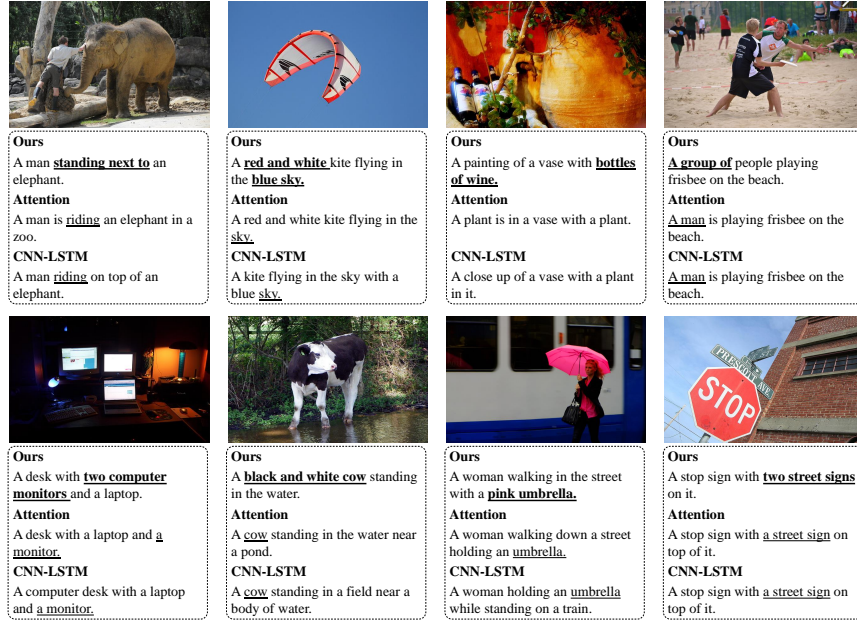 Ours
A man standing next to an
elephant.
Attention
A man is riding an elephant in a
zoo.
CNN-LSTM
A man riding on top of an
elephant.
Ours
A red and white kite flying in
the blue sky.
Attention
A red and white kite flying in the
sky.
CNN-LSTM
A kite flying in the sky with a
blue sky.
Ours
A painting of a vase with bottles
of wine.
Attention
A plant is in a vase with a plant.
CNN-LSTM
A close up of a vase with a plant
in it.
Ours
A group of people playing
frisbee on the beach.
Attention
A man is playing frisbee on the
beach.
CNN-LSTM
A man is playing frisbee on the
beach.
PRESCOTT AVE
STOP
Ours
A desk with two computer
monitors and a laptop.
Attention
A desk with a laptop and a
monitor.
CNN-LSTM
A computer desk with a laptop
and a monitor.
Ours
A black and white cow standing
in the water.
Attention
A cow standing in the water near
a pond.
CNN-LSTM
A cow standing in a field near a
body of water.
Ours
A woman walking in the street
with a pink umbrella.
Attention
A woman walking down a street
holding an umbrella.
CNN-LSTM
A woman holding an umbrella
while standing on a train.
Ours
A stop sign with two street signs
on it.
Attention
A stop sign with a street sign on
top of it.
CNN-LSTM
A stop sign with a street sign on
top of it.